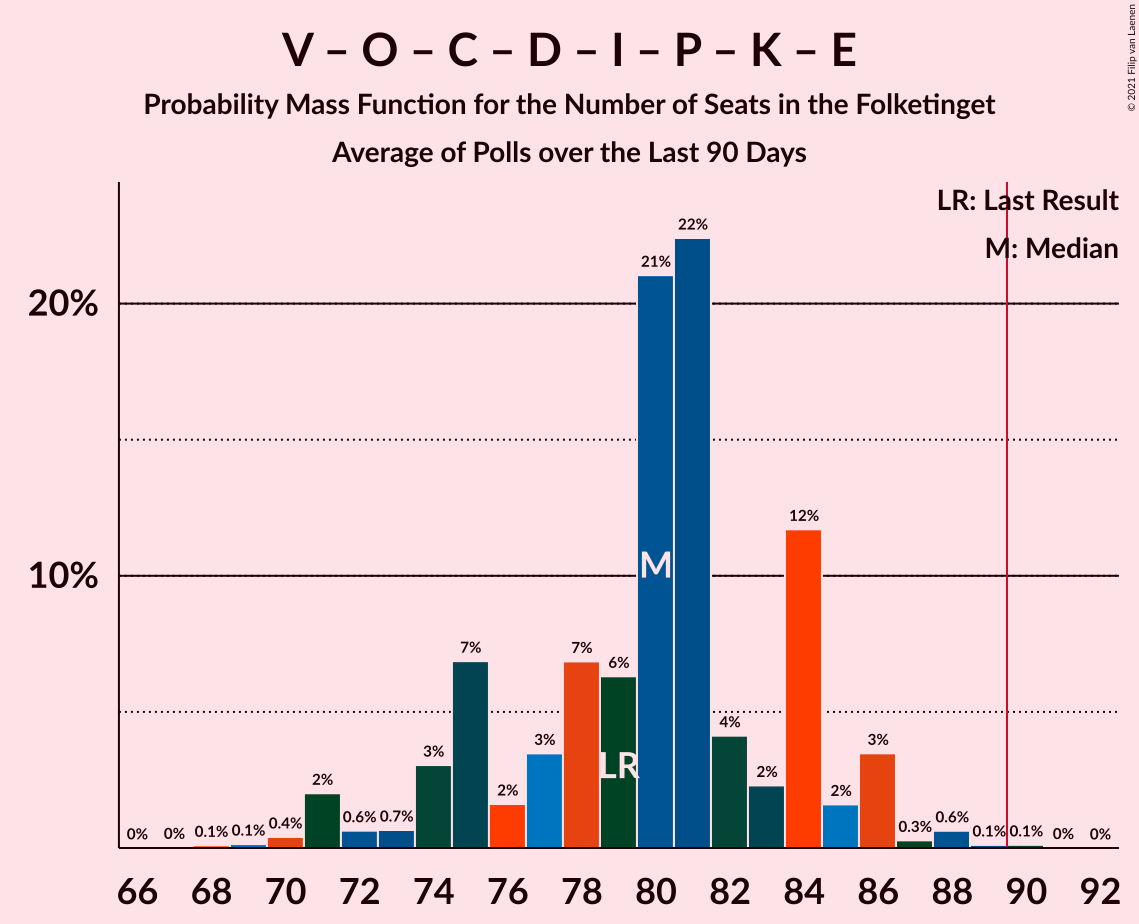 © 2021 Filip van Laenen
V – O – C – D – I – P – K – E
Probability Mass Function for the Number of Seats in the Folketinget
Average of Polls over the Last 90 Days
LR: Last Result
M: Median
20%
10%
0% 0% 0.1% 0.1% 0.4% 2% 0.6% 0.7% 3% 7% 2% 3% 7% 6% 21% 22% 4% 2% 12% 2% 3% 0.3% 0.6% 0.1% 0.1% 0% 0%
M
LR
66 68 70 72 74 76 78 80 82 84 86 88 90 92